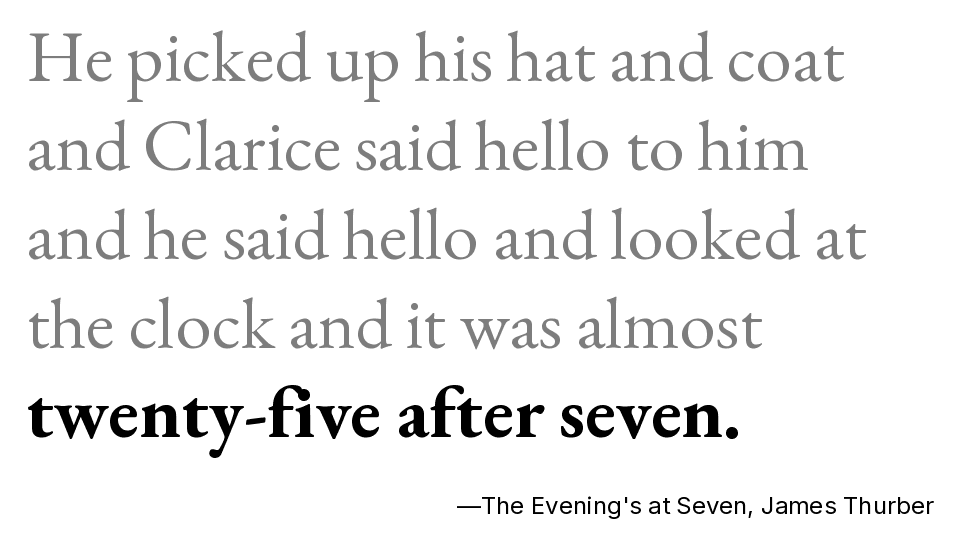 He picked up his hat and coat
and Clarice said hello to him
and he said hello and looked at
the clock and it was almost
twenty-five after seven.
—The Evening's at Seven, James Thurber